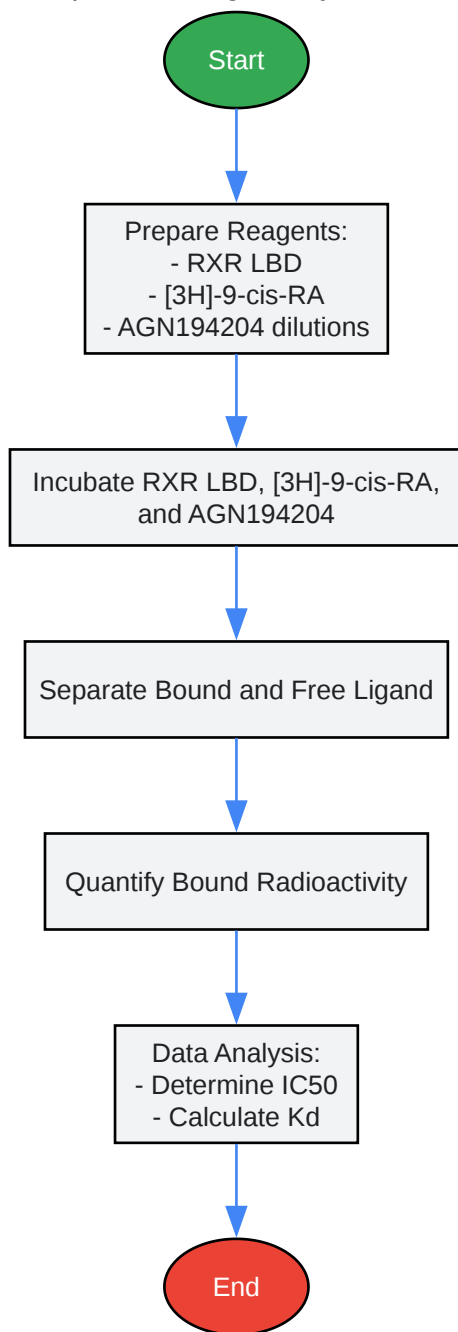 Start
Prepare Reagents:
- RXR LBD
- [3H]-9-cis-RA
- AGN194204 dilutions
Incubate RXR LBD, [3H]-9-cis-RA,
and AGN194204
Separate Bound and Free Ligand
Quantify Bound Radioactivity
Data Analysis:
- Determine IC50
- Calculate Kd
End